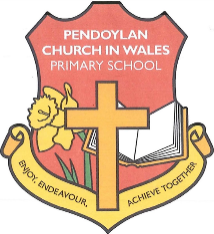 PENDOYLAN
CHURCH IN WALES
PRIMARY SCHOOL
ENJOY, ENDEAVOUR,
ACHIEVE TOGETHER